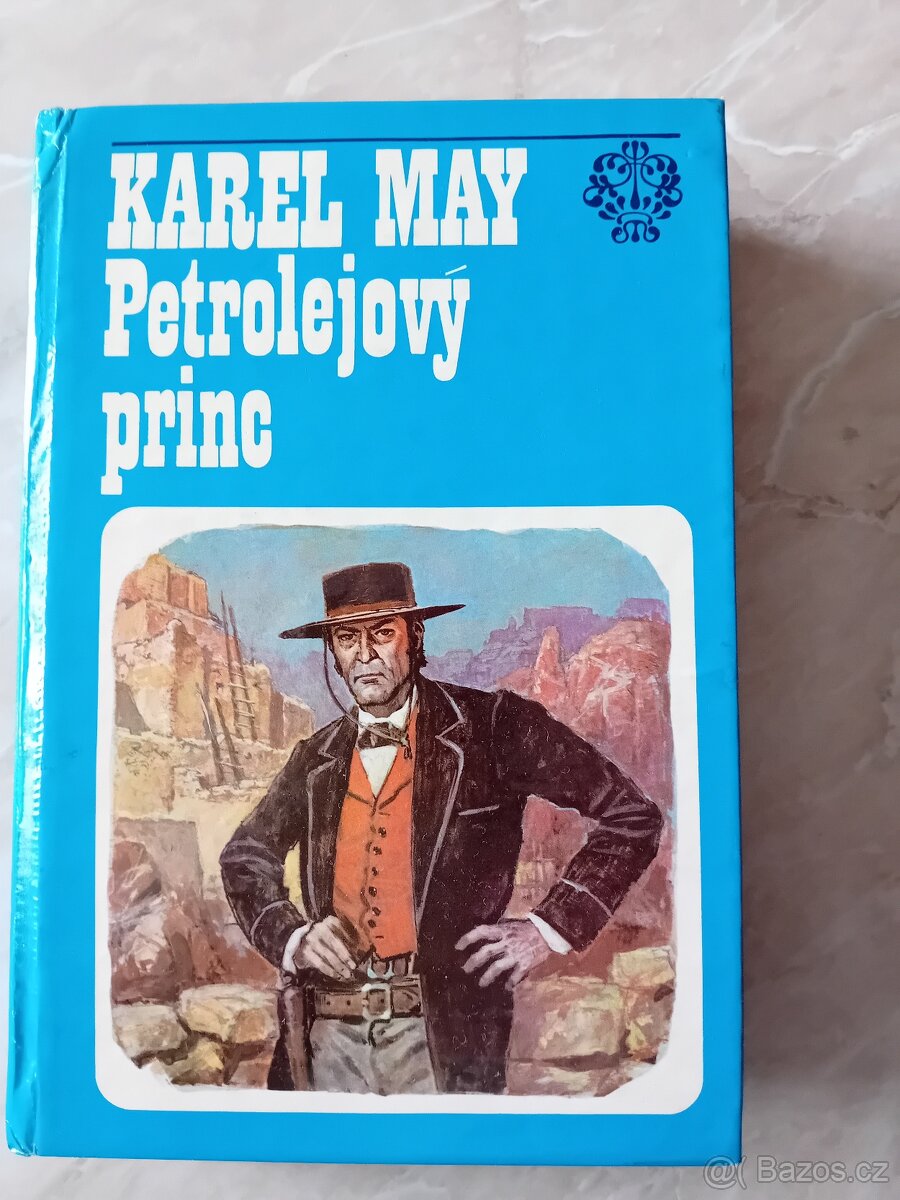 KAREL MAY
Petrolejový
princ
@( Bazos.cz